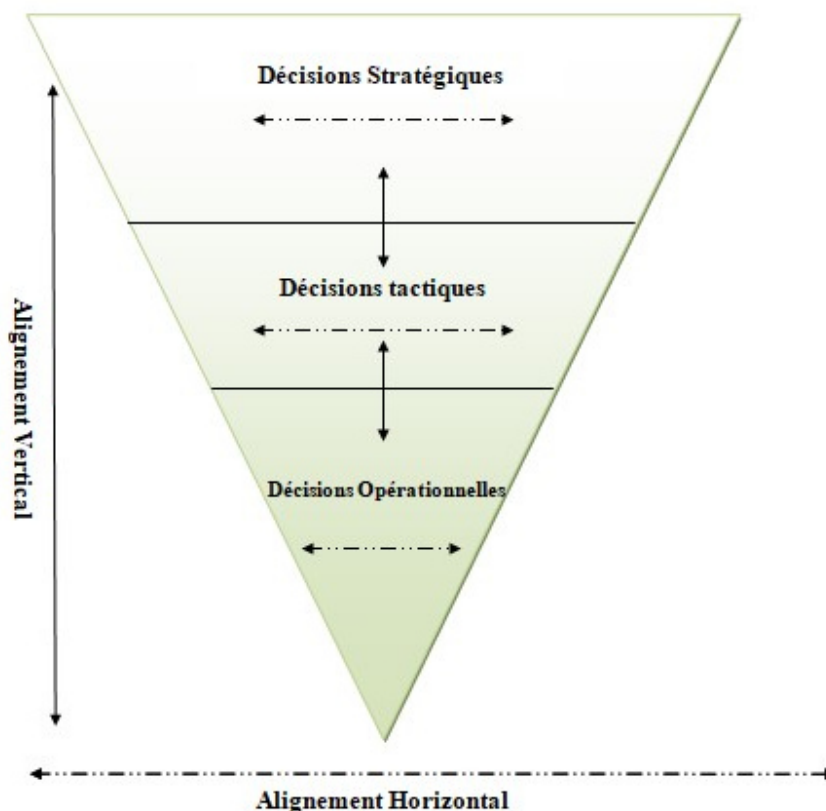 Décisions Stratégiques
Décisions tactiques
Alignement Vertical
Décisions Opérationnelles
Alignement Horizontal